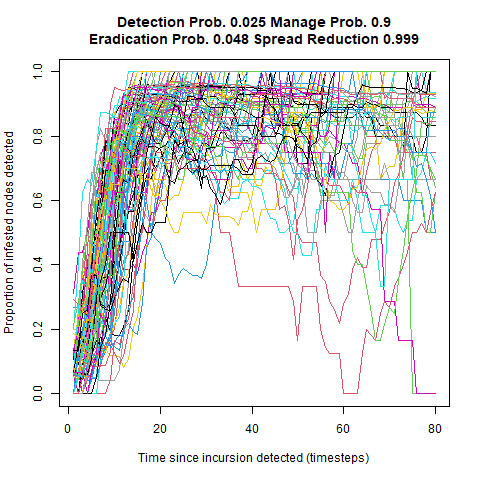 Detection Prob. 0.025 Manage Prob. 0.9
Eradication Prob. 0.048 Spread Reduction 0.999
Proportion of infested nodes detected
1.0
0.8
0.6
0.4
0.2
0.0
0 20 40 60 80
Time since incursion detected (timesteps)